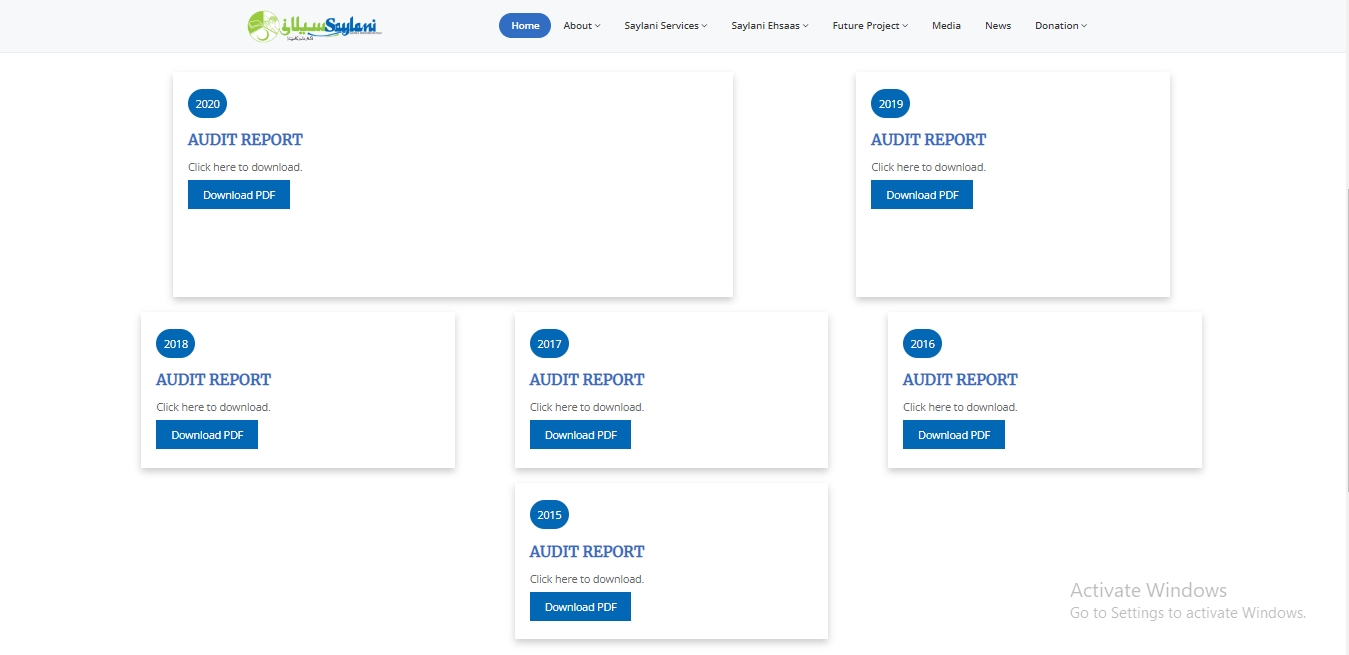 سیلانی Saylani
Home About Saylani Services Saylani Ehsaas Future Project Media News Donation
2020
AUDIT REPORT
Click here to download.
Download PDF
2019
AUDIT REPORT
Click here to download.
Download PDF
2018
AUDIT REPORT
Click here to download.
Download PDF
2017
AUDIT REPORT
Click here to download.
Download PDF
2016
AUDIT REPORT
Click here to download.
Download PDF
2015
AUDIT REPORT
Click here to download.
Download PDF
Activate Windows
Go to Settings to activate Windows.